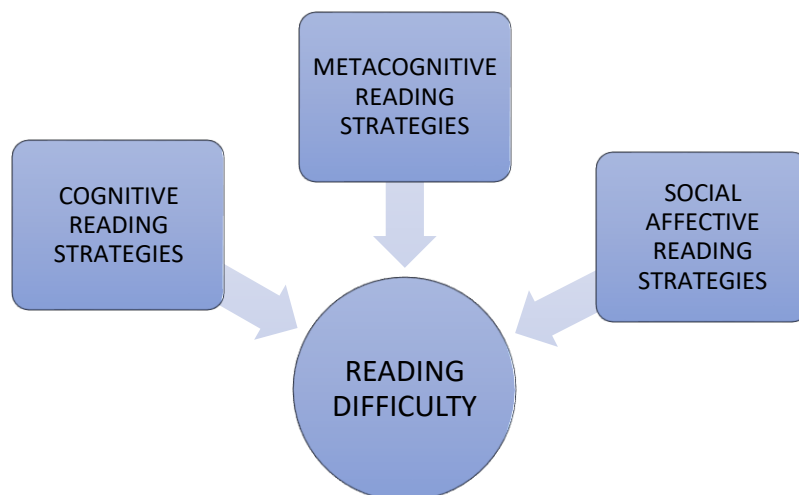 METACOGNITIVE
READING
STRATEGIES
COGNITIVE
READING
STRATEGIES
SOCIAL
AFFECTIVE
READING
STRATEGIES
READING
DIFFICULTY